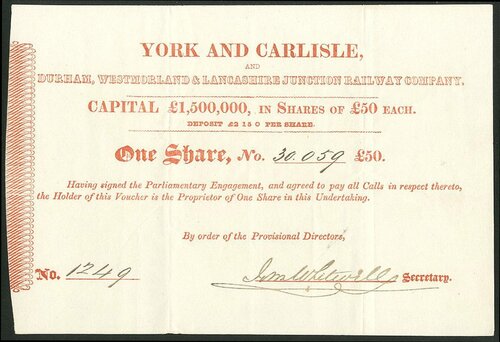 YORK AND CARLISLE,
AND
DURHAM, WESTMORLAND & LANCASHIRE JUNCTION RAILWAY COMPANY.
CAPITAL £1,500,000, IN SHARES OF £50 EACH.
DEPOSIT £2 15 0 PER SHARE.
One Share, No. 30.059 £50.
Having signed the Parliamentary Engagement, and agreed to pay all Calls in respect thereto,
the Holder of this Voucher is the Proprietor of One Share in this Undertaking.
By order of the Provisional Directors,
No. 1249
Secretary.